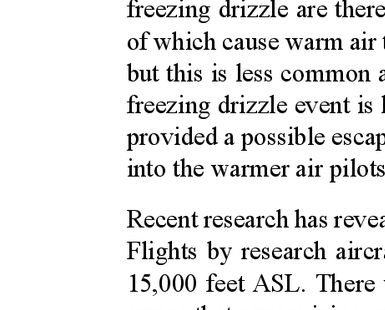 freezing drizzle are there
of which cause warm air
but this is less common a
freezing drizzle event is
provided a possible escap
into the warmer air pilots
Recent research has revea
Flights by research aircra
15,000 feet ASL. There